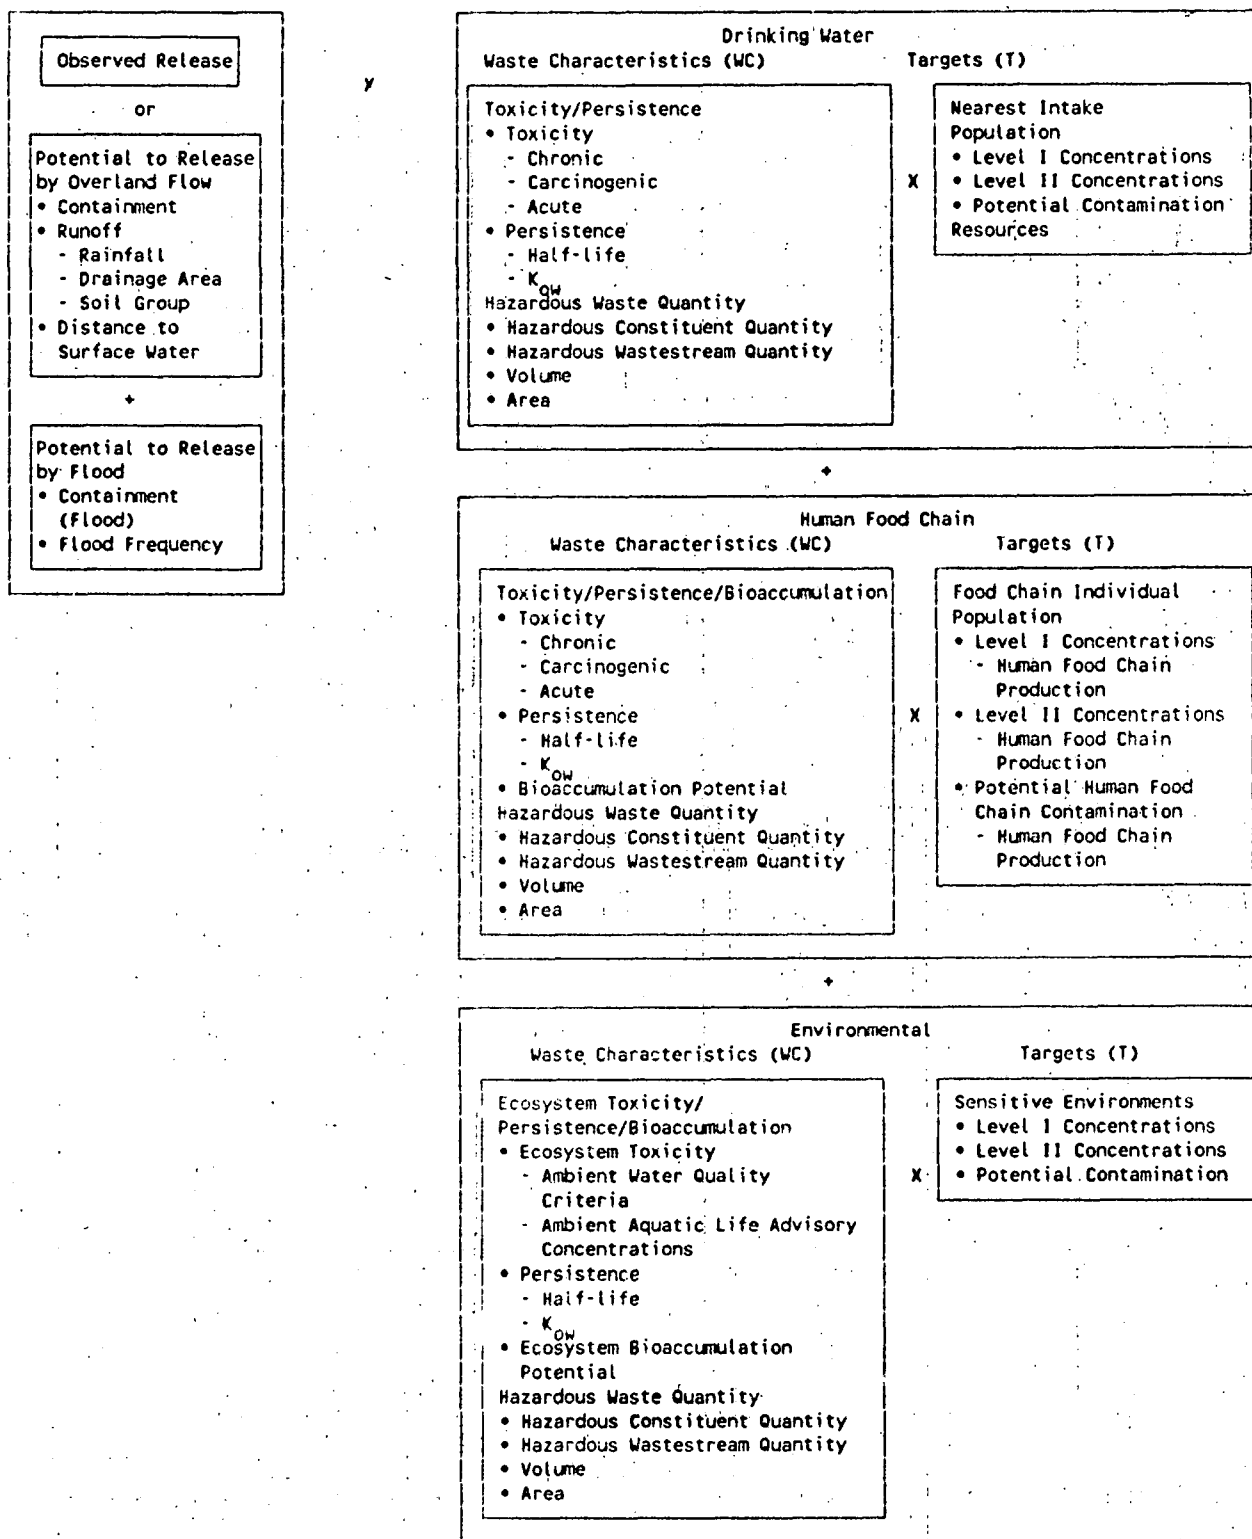 Observed Release
or
Potential to Release
by Overland Flow
• Containment
• Runoff
- Rainfall
- Drainage Area
- Soil Group
• Distance to
Surface Water
+
Potential to Release
by Flood
• Containment
(Flood)
• Flood Frequency
Drinking Water
Waste Characteristics (WC)
Toxicity/Persistence
• Toxicity
- Chronic
- Carcinogenic
- Acute
• Persistence
- Half-life
- Kow
Hazardous Waste Quantity
• Hazardous Constituent Quantity
• Hazardous Wastestream Quantity
• Volume
• Area
X
Targets (T)
Nearest Intake
Population
• Level I Concentrations
• Level II Concentrations
• Potential Contamination
Resources
+
Human Food Chain
Waste Characteristics (WC)
Toxicity/Persistence/Bioaccumulation
• Toxicity
- Chronic
- Carcinogenic
- Acute
• Persistence
- Half-life
- Kow
• Bioaccumulation Potential
Hazardous Waste Quantity
• Hazardous Constituent Quantity
• Hazardous Wastestream Quantity
• Volume
• Area
X
Targets (T)
Food Chain Individual
Population
• Level I Concentrations
- Human Food Chain
Production
• Level II Concentrations
- Human Food Chain
Production
• Potential Human Food
Chain Contamination
- Human Food Chain
Production
+
Environmental
Waste Characteristics (WC)
Ecosystem Toxicity/
Persistence/Bioaccumulation
• Ecosystem Toxicity
- Ambient Water Quality
Criteria
- Ambient Aquatic Life Advisory
Concentrations
• Persistence
- Half-life
- Kow
• Ecosystem Bioaccumulation
Potential
Hazardous Waste Quantity
• Hazardous Constituent Quantity
• Hazardous Wastestream Quantity
• Volume
• Area
X
Targets (T)
Sensitive Environments
• Level I Concentrations
• Level II Concentrations
• Potential Contamination